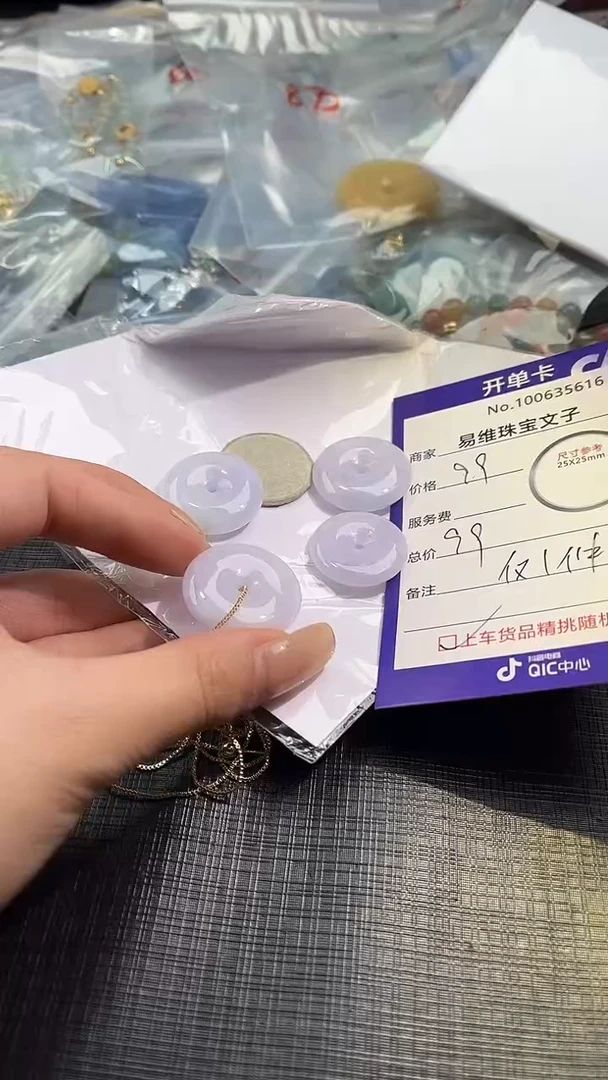 开单卡
No.100635616
商家 易维珠宝文子
尺寸参考
25X25mm
价格 99
服务费
总价 99
备注 仅1件
上车货品精挑随机
抖音电商
QIC中心